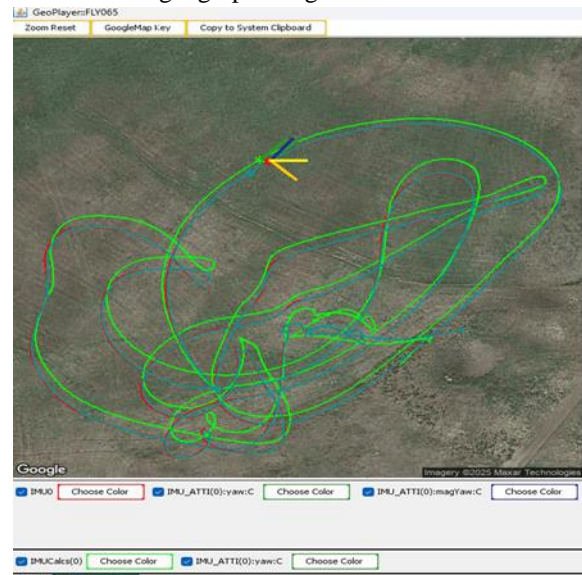 GeoPlayer::FLY065
Zoom Reset GoogleMap Key Copy to System Clipboard
Google
Imagery ©2025 Maxar Technologies
IMU0 Choose Color IMU_ATTI(0):yaw:C Choose Color IMU_ATTI(0):magYaw:C Choose Color
IMUCalcs(0) Choose Color IMU_ATTI(0):yaw:C Choose Color